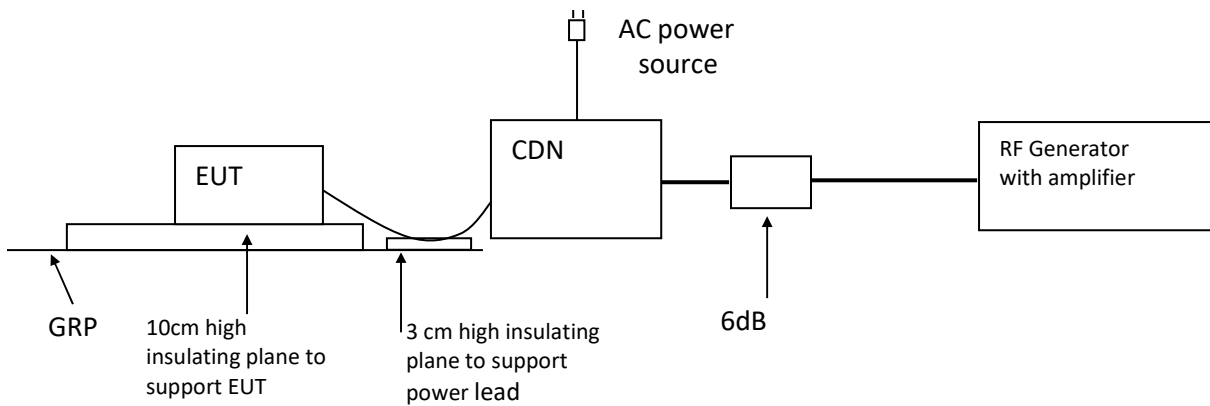 AC power
source
CDN
EUT
RF Generator
with amplifier
GRP
10cm high
insulating plane to
support EUT
3 cm high insulating
plane to support
power lead
6dB